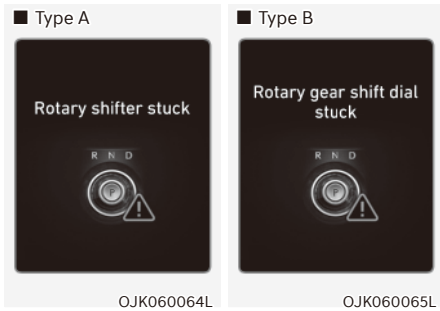 ■ Type A
Rotary shifter stuck
R N D
P
OJK060064L
■ Type B
Rotary gear shift dial
stuck
R N D
P
OJK060065L